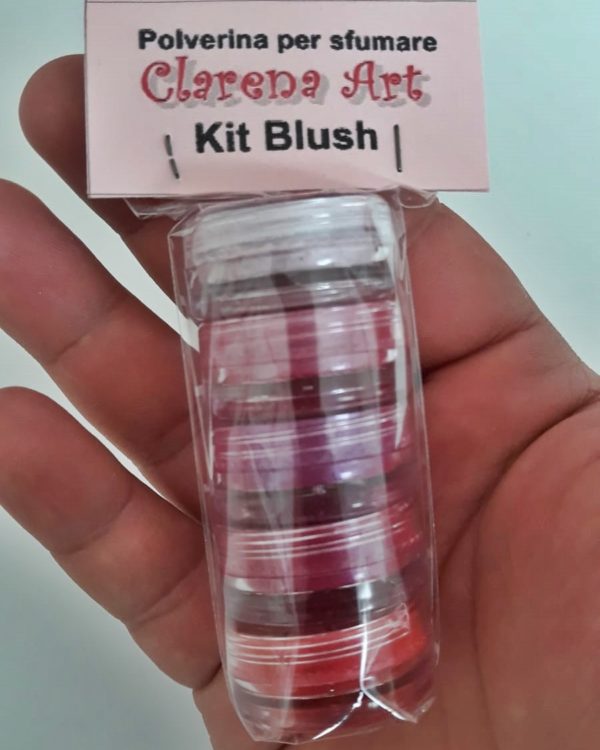 Polverina per sfumare
Clarena Art
Kit Blush